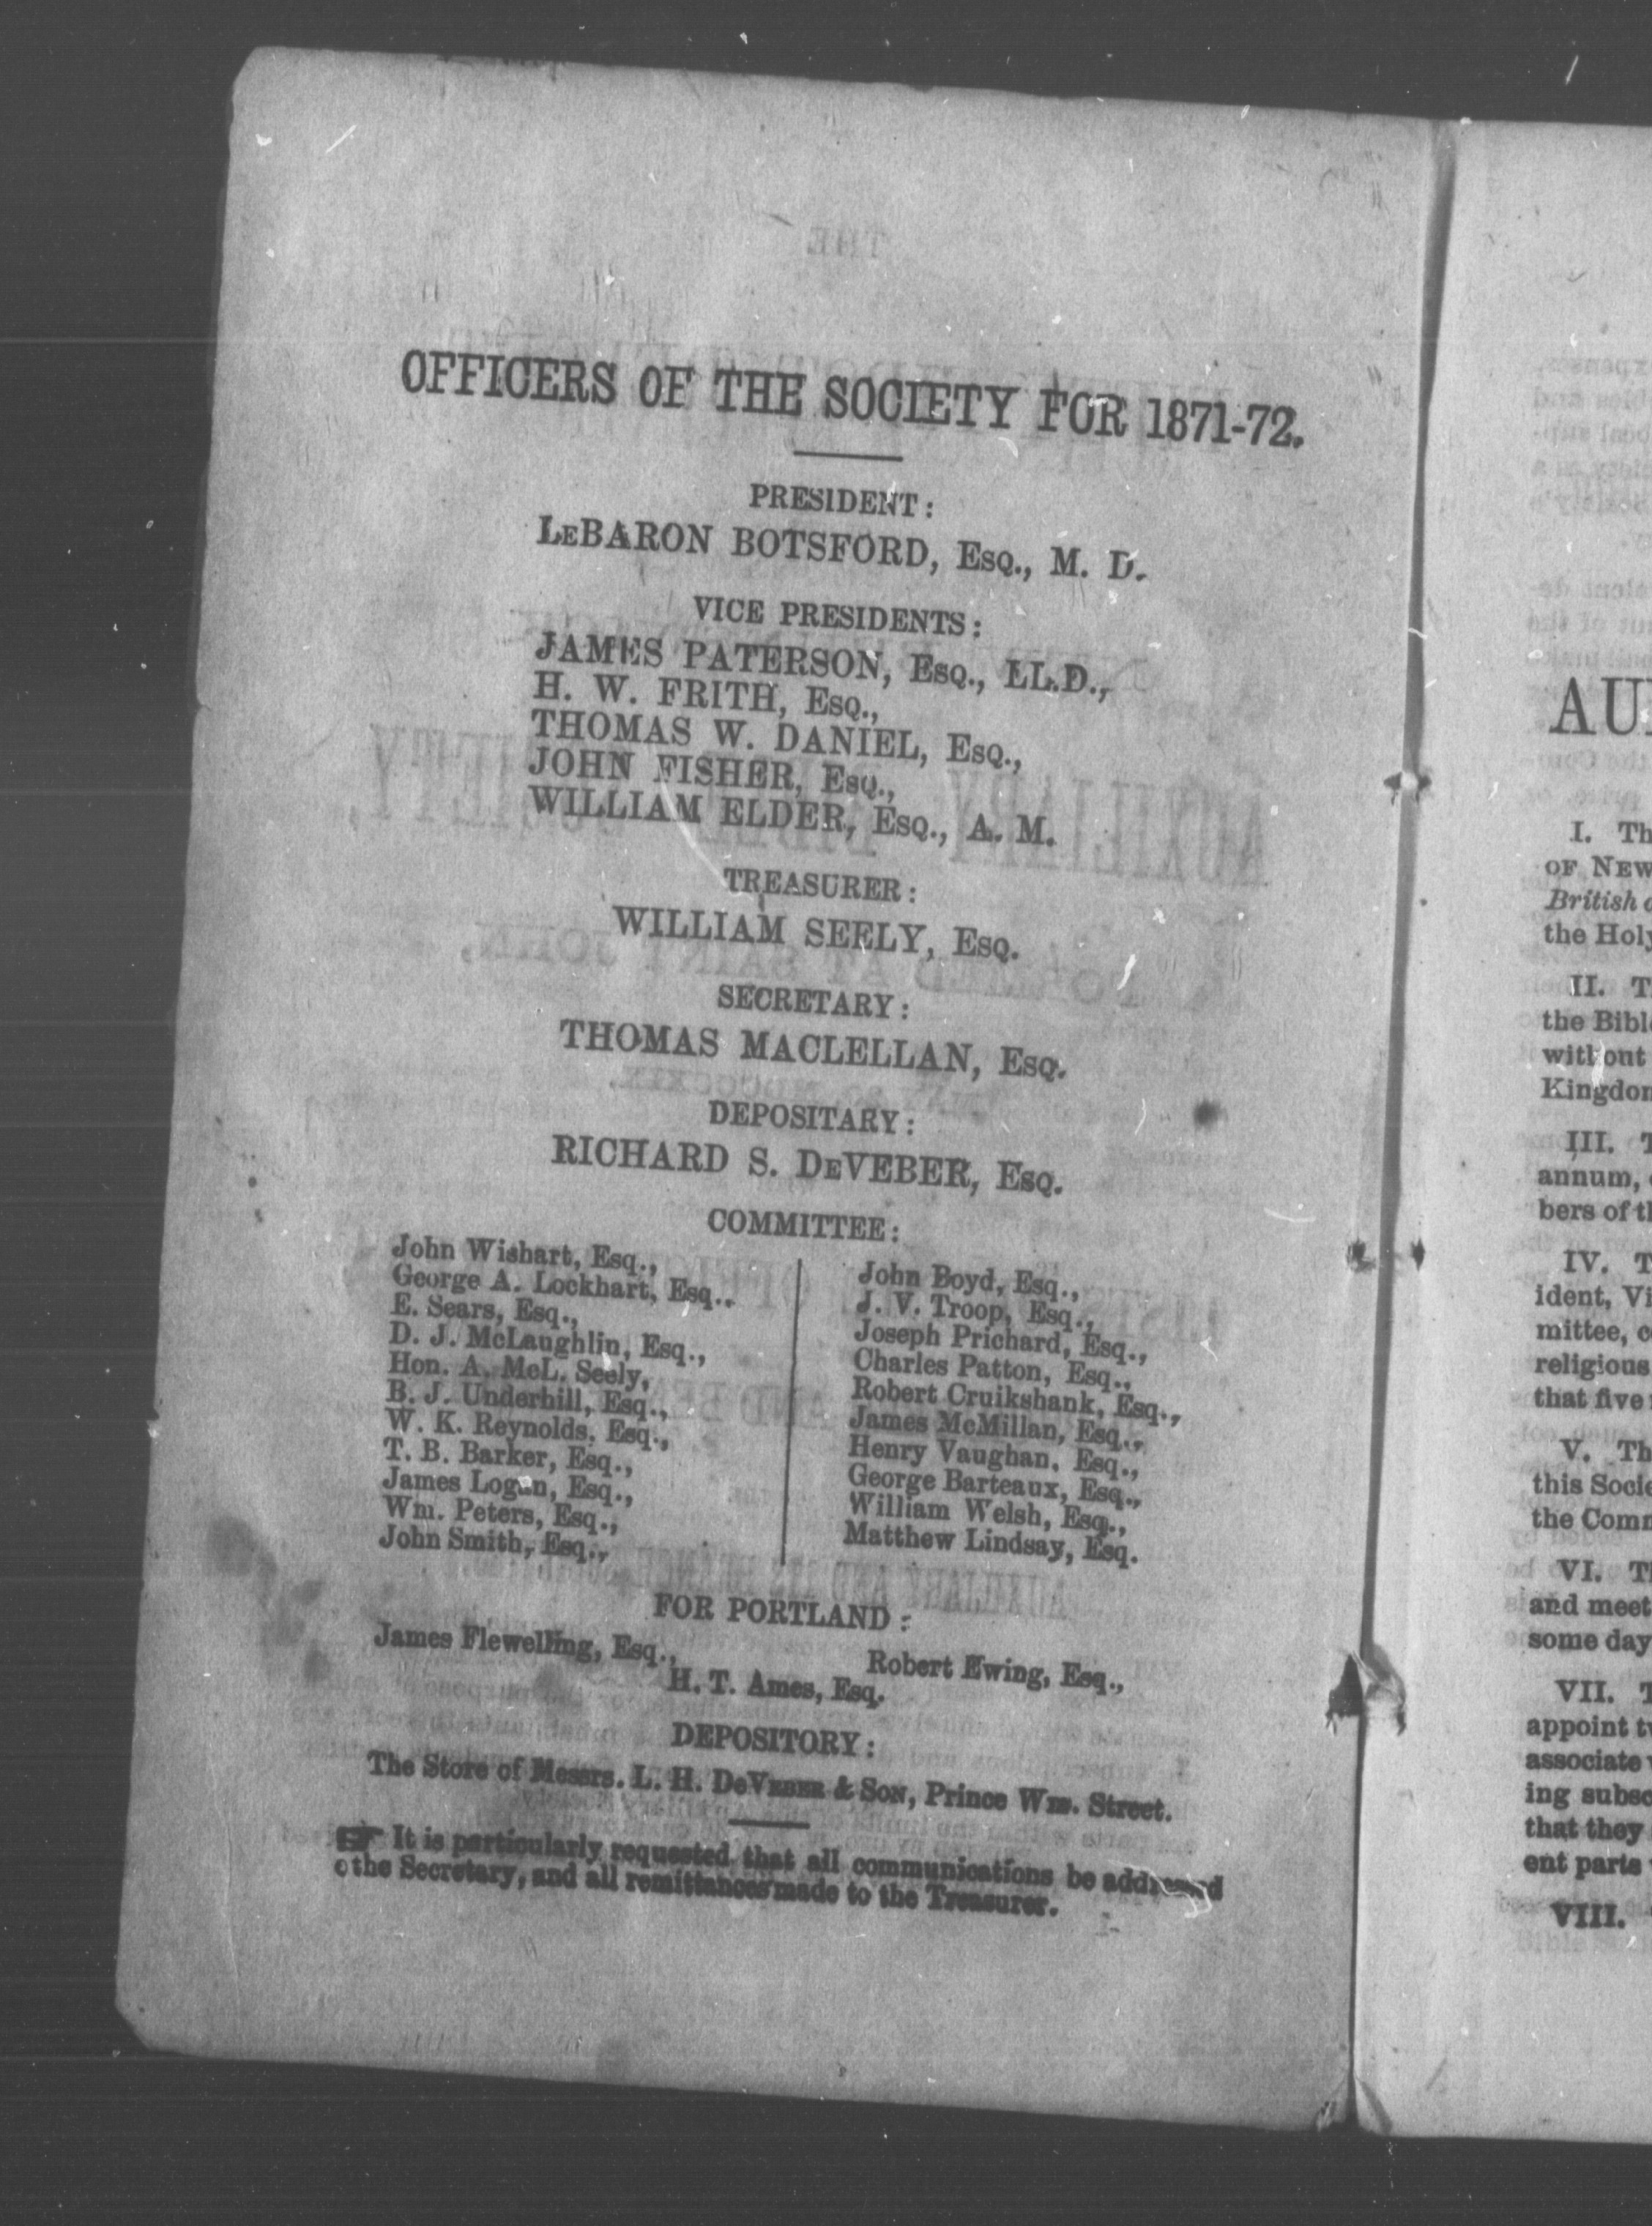 OFFICERS OF THE SOCIETY FOR 1871-72.
PRESIDENT:
LEBARON BOTSFORD, ESQ., M. D.
VICE PRESIDENTS:
JAMES PATERSON, ESQ., LL.D.,
H. W. FRITH, ESQ.,
THOMAS W. DANIEL, ESQ.,
JOHN FISHER, ESQ.,
WILLIAM ELDER, ESQ., A. M.
TREASURER:
WILLIAM SEELY, ESQ.
SECRETARY:
THOMAS MACLELLAN, ESQ.
DEPOSITARY:
RICHARD S. DEVEBER, ESQ.
COMMITTEE:
John Wishart, Esq.,
George A. Lockhart, Esq.,
E. Sears, Esq.,
D. J. McLaughlin, Esq.,
Hon. A. McL. Seely,
B. J. Underhill, Esq.,
W. K. Reynolds, Esq.,
T. B. Barker, Esq.,
James Logan, Esq.,
Wm. Peters, Esq.,
John Smith, Esq.,
John Boyd, Esq.,
J. V. Troop, Esq.,
Joseph Prichard, Esq.,
Charles Patton, Esq.,
Robert Cruikshank, Esq.,
James McMillan, Esq.,
Henry Vaughan, Esq.,
George Barteaux, Esq.,
William Welsh, Esq.,
Matthew Lindsay, Esq.
FOR PORTLAND:
James Flewelling, Esq., Robert Ewing, Esq.,
H. T. Ames, Esq.
DEPOSITORY:
The Store of Messrs. L. H. DEVEBER & SON, Prince Wm. Street.
☞ It is particularly requested that all communications be addressed
o the Secretary, and all remittances made to the Treasurer.
AU
I. Th
OF NEW
British
the Holy
II. T
the Bibl
without
Kingdom
III. T
annum,
bers of th
IV. T
ident, Vi
mittee, c
religious
that five
V. Th
this Socie
the Comm
VI. Th
and meet
some day
VII. T
appoint tw
associate
ing subsc
that they
ent parts
VIII.